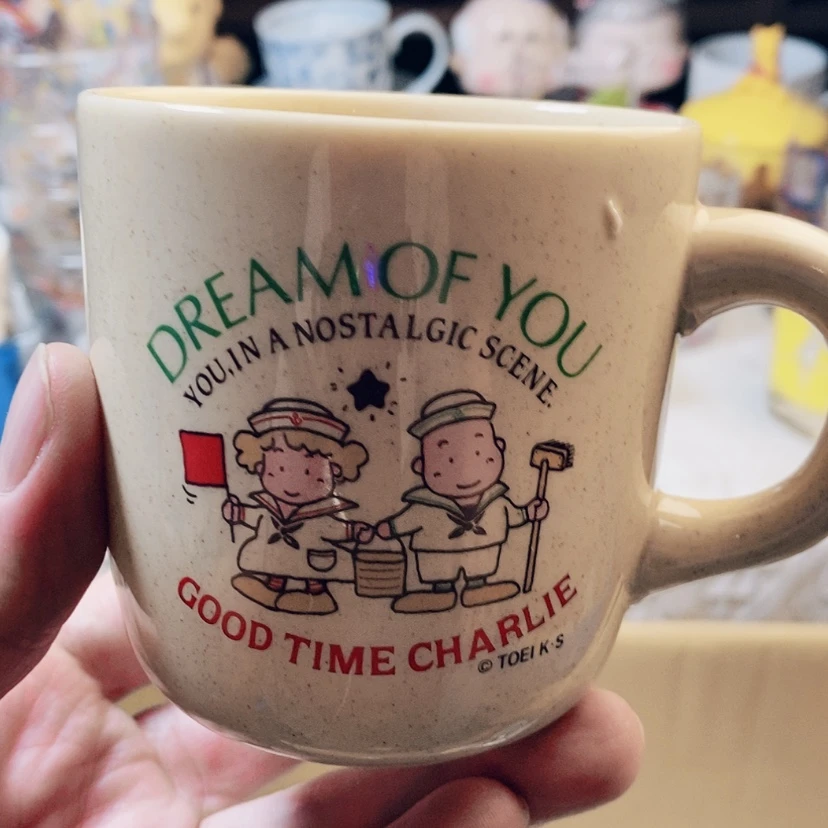 DREAM OF YOU
YOU,IN A NOSTALGIC SCENE.
GOOD TIME CHARLIE
© TOEI K·S